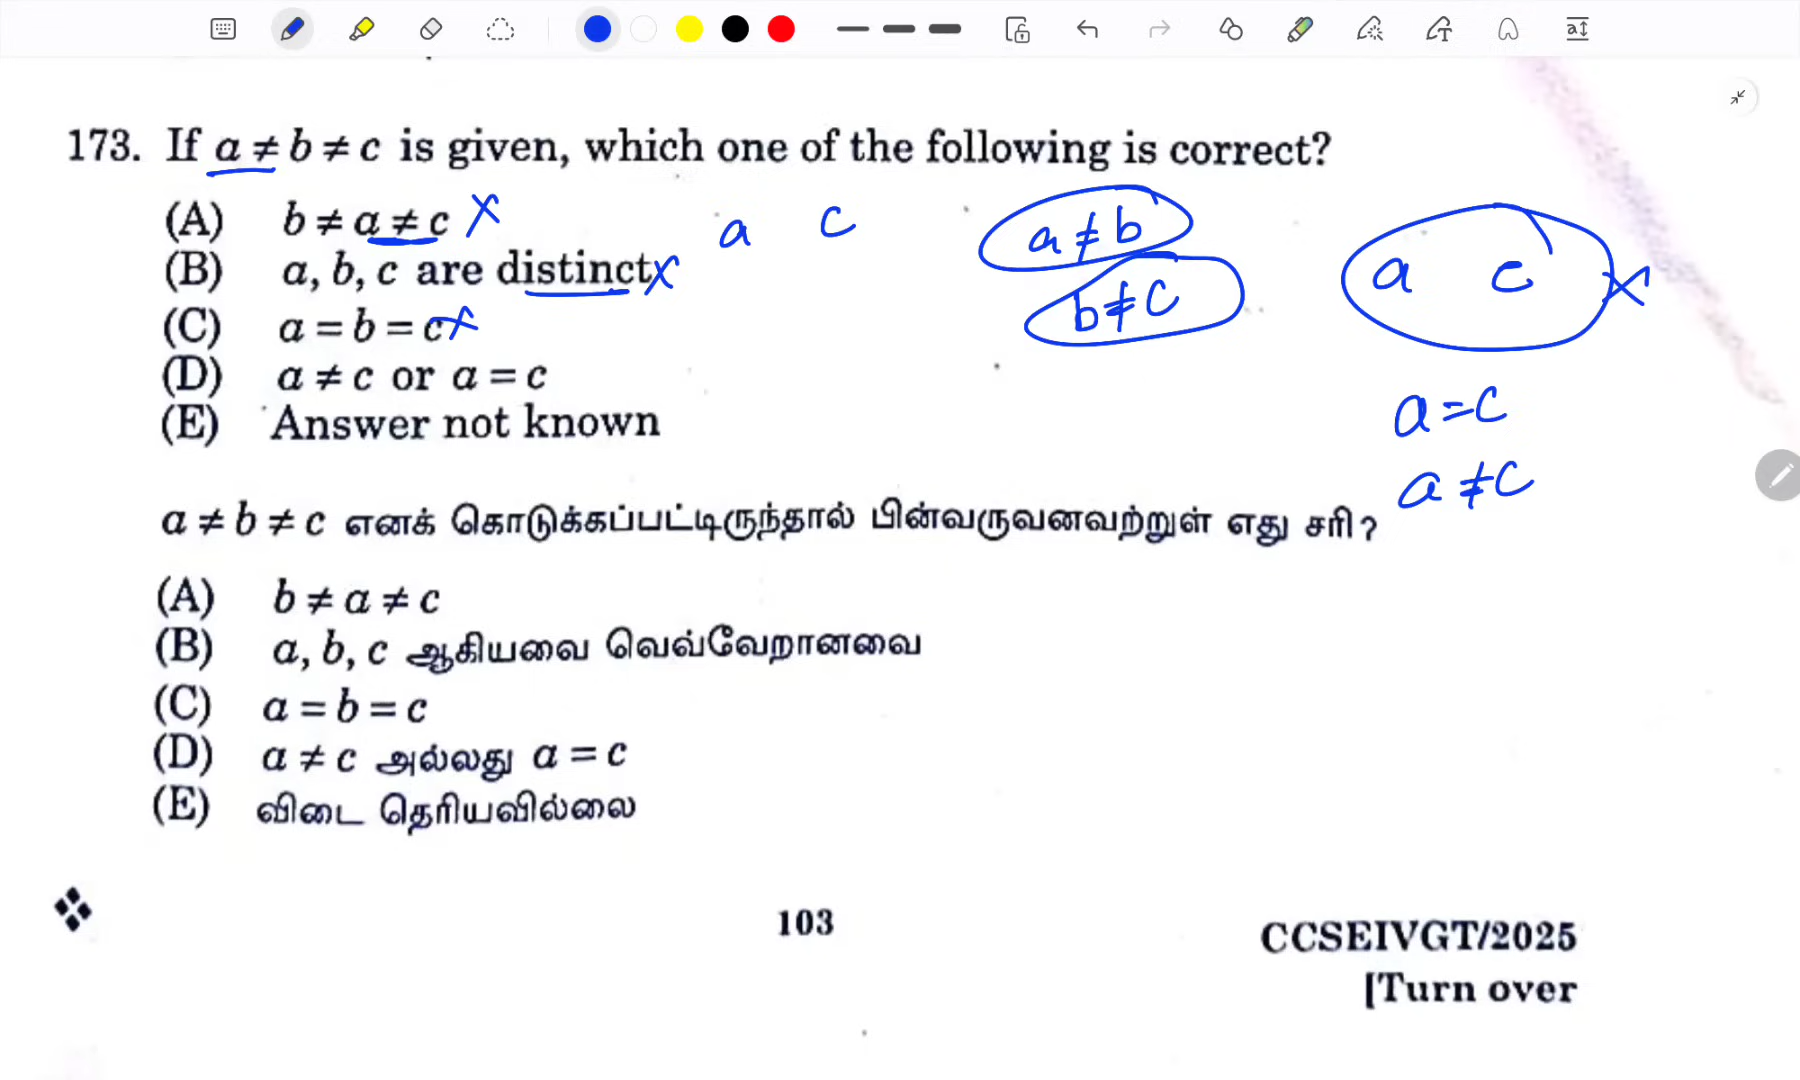 173. If a ≠ b ≠ c is given, which one of the following is correct?
(A) b ≠ a ≠ c X
(B) a, b, c are distinct x
(C) a = b = c x
(D) a ≠ c or a = c
(E) Answer not known
a c
a ≠ b
b ≠ c
a c x
a = c
a ≠ c
a ≠ b ≠ c எனக் கொடுக்கப்பட்டிருந்தால் பின்வருவனவற்றுள் எது சரி?
(A) b ≠ a ≠ c
(B) a, b, c ஆகியவை வெவ்வேறானவை
(C) a = b = c
(D) a ≠ c அல்லது a = c
(E) விடை தெரியவில்லை
103
CCSEIVGT/2025
[Turn over